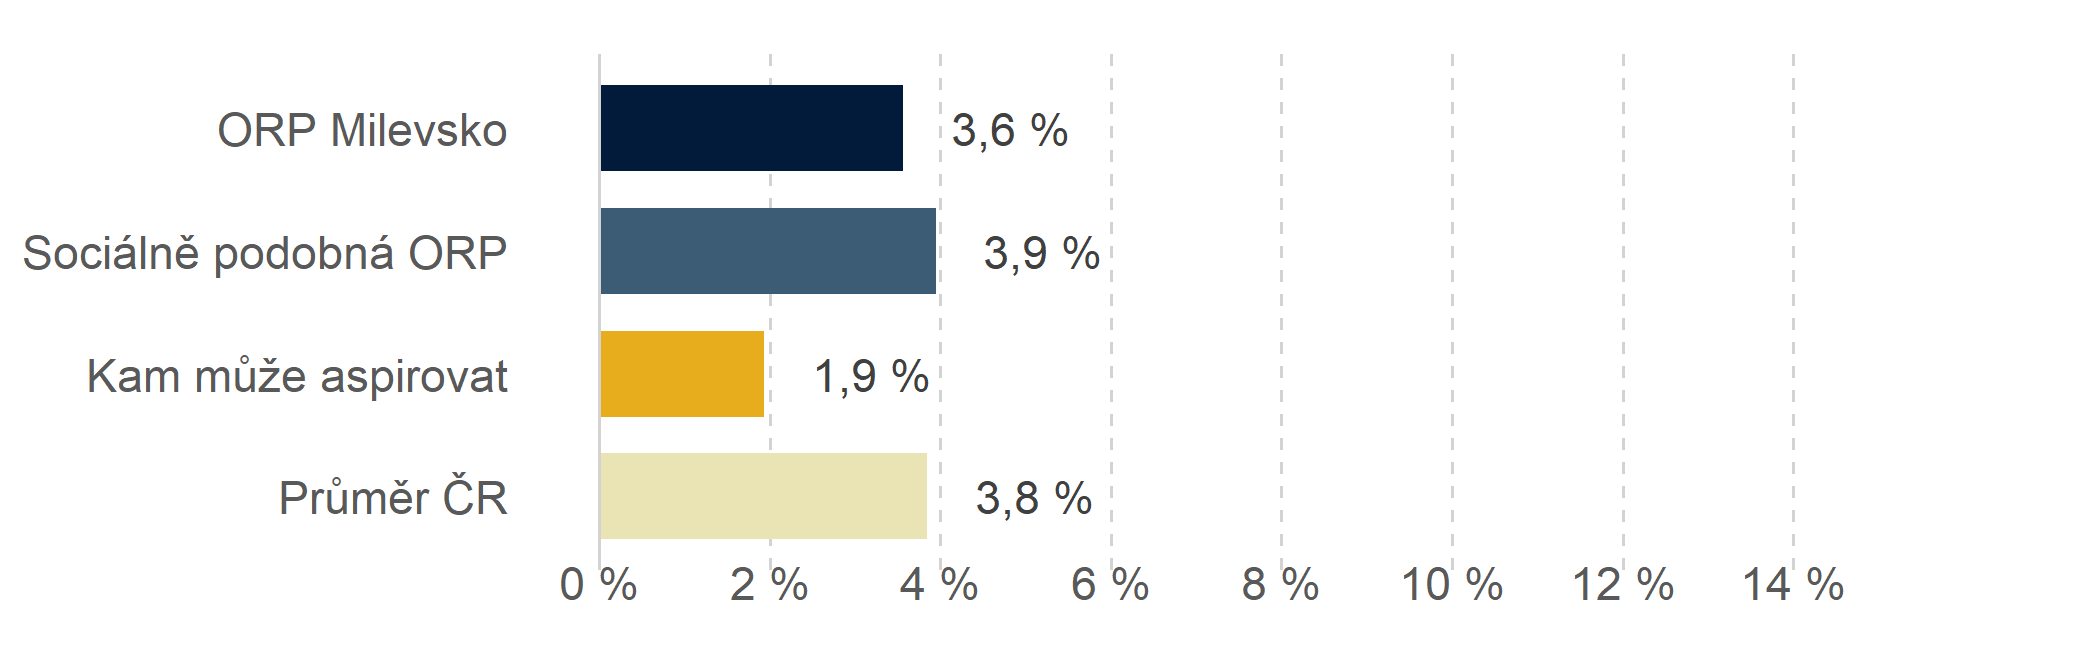 ORP Milevsko 3,6 %
Sociálně podobná ORP 3,9 %
Kam může aspirovat 1,9 %
Průměr ČR 3,8 %
0 % 2 % 4 % 6 % 8 % 10 % 12 % 14 %